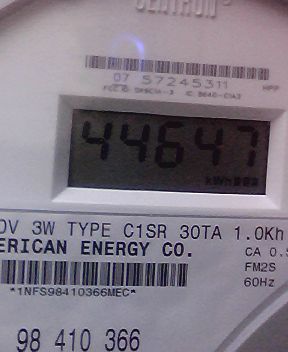 CENTRON
07 57245311
44647
kWh
0V 3W TYPE C1SR 30TA 1.0Kh
ERICAN ENERGY CO.
CA 0.
FM2S
60Hz
*1NFS98410366MEC*
98 410 366